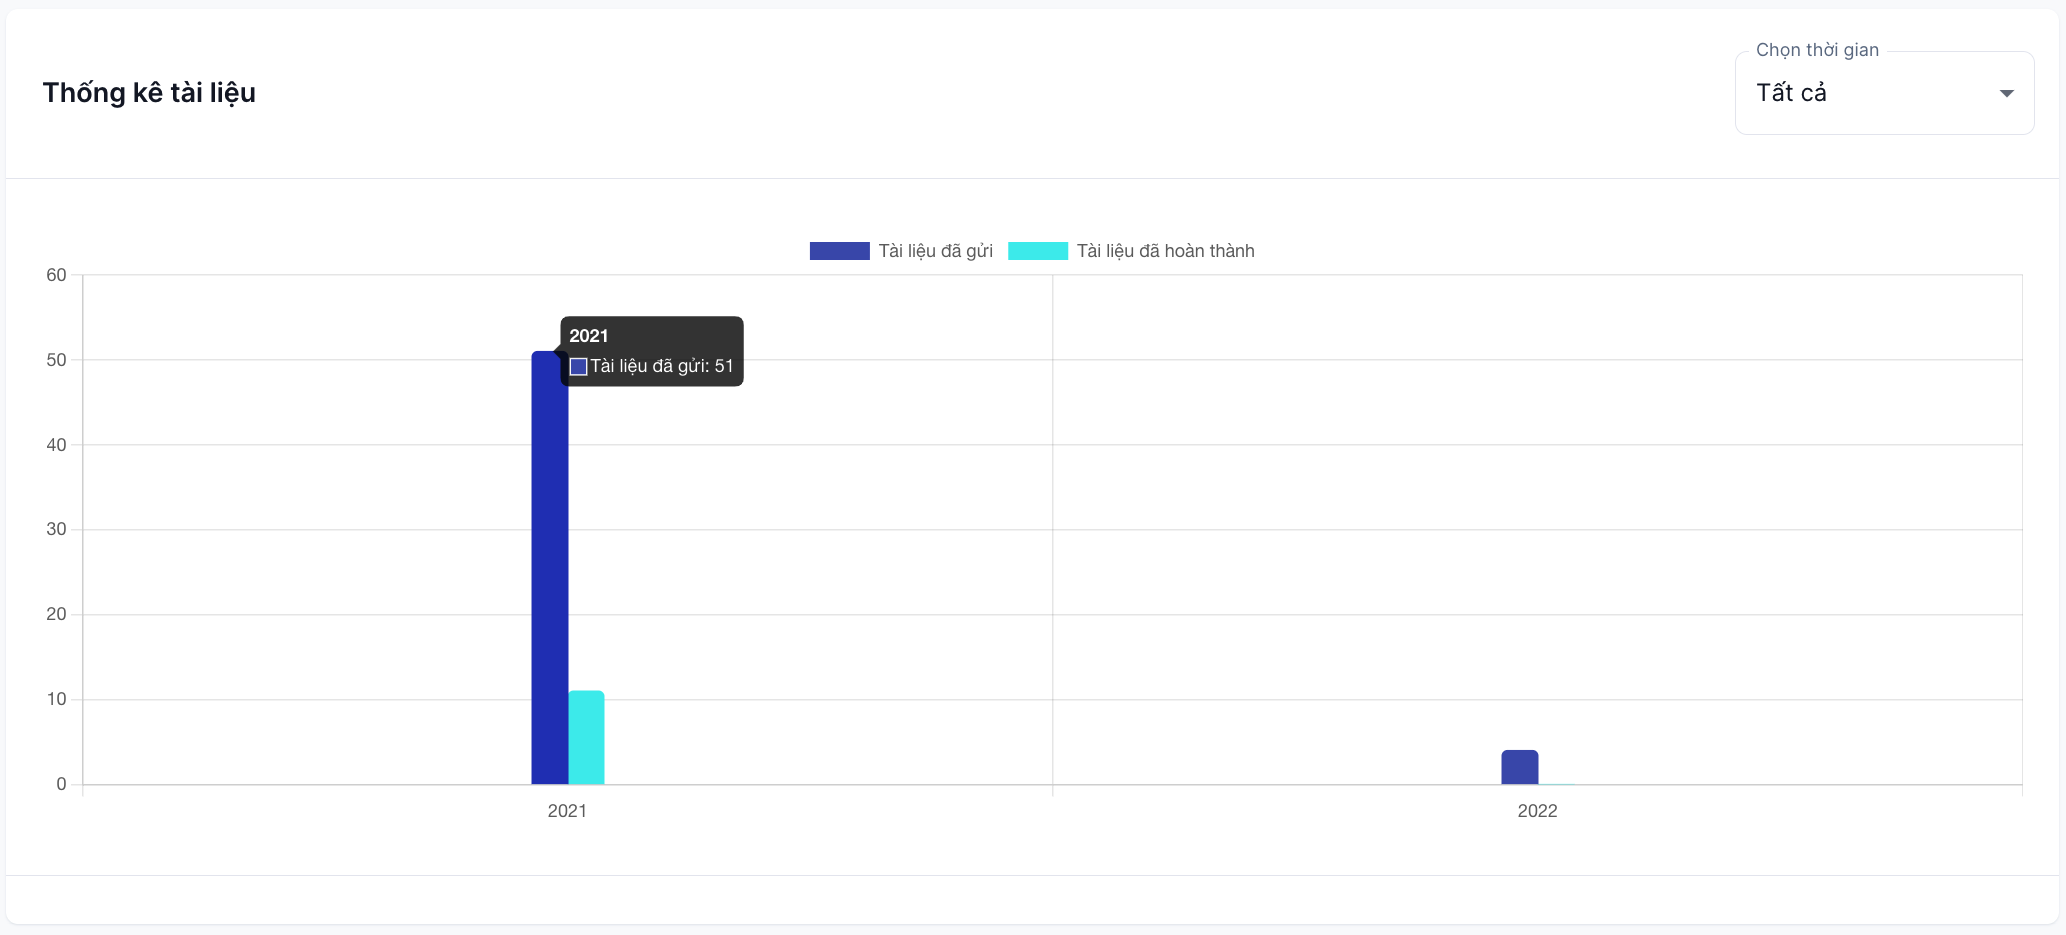 Thống kê tài liệu
Chọn thời gian
Tất cả
Tài liệu đã gửi
Tài liệu đã hoàn thành
60
50
40
30
20
10
0
2021
Tài liệu đã gửi: 51
2021
2022